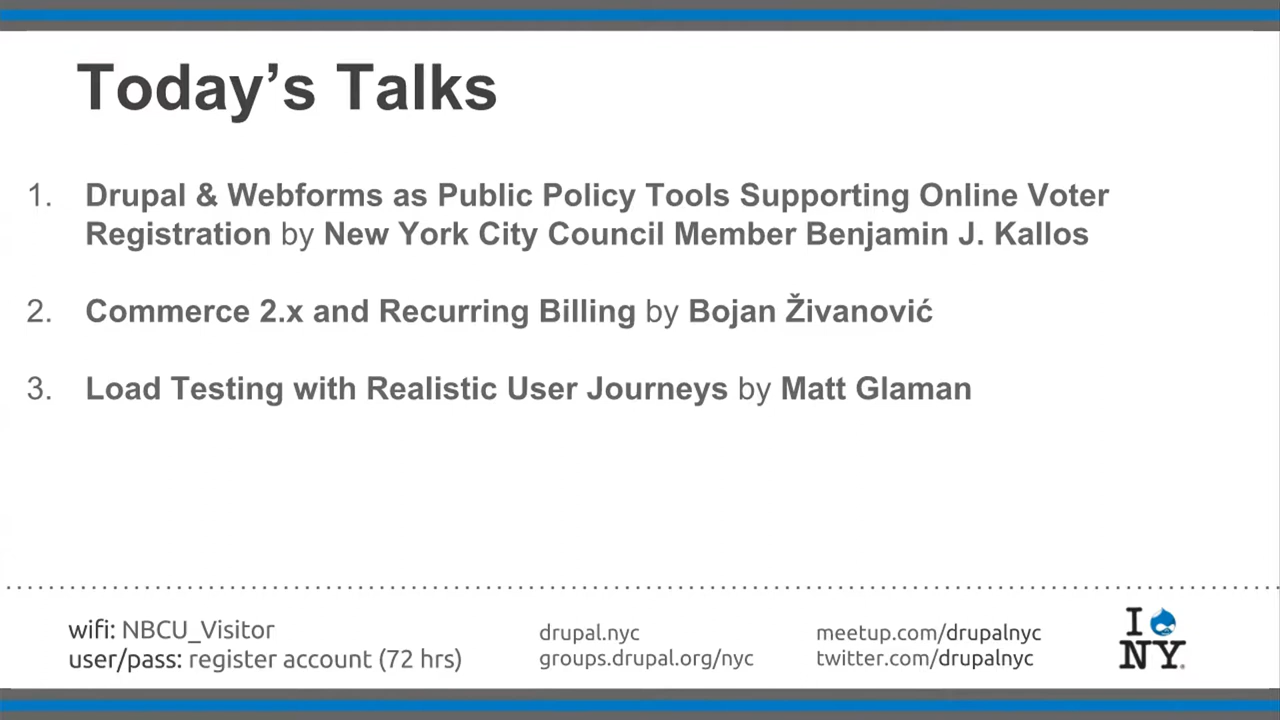 Today’s Talks
1. Drupal & Webforms as Public Policy Tools Supporting Online Voter
Registration by New York City Council Member Benjamin J. Kallos
2. Commerce 2.x and Recurring Billing by Bojan Živanović
3. Load Testing with Realistic User Journeys by Matt Glaman
wifi: NBCU_Visitor
user/pass: register account (72 hrs)
drupal.nyc
groups.drupal.org/nyc
meetup.com/drupalnyc
twitter.com/drupalnyc
I
NY